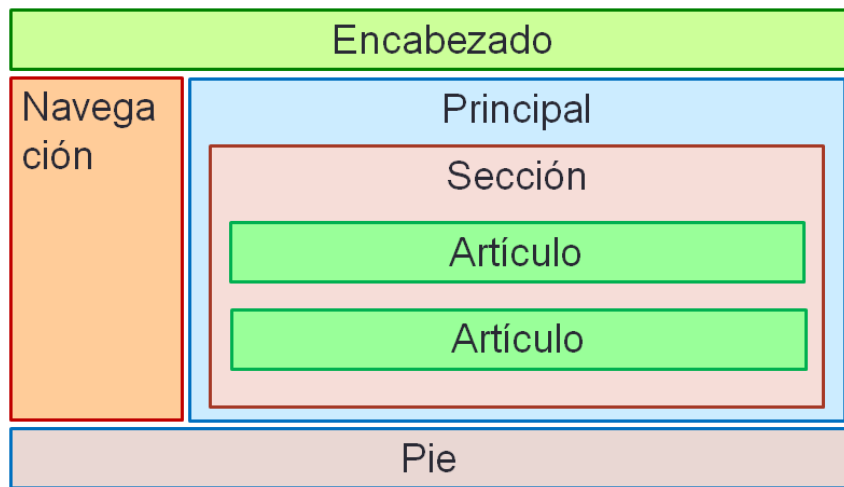 Encabezado
Navega
ción
Principal
Sección
Artículo
Artículo
Pie